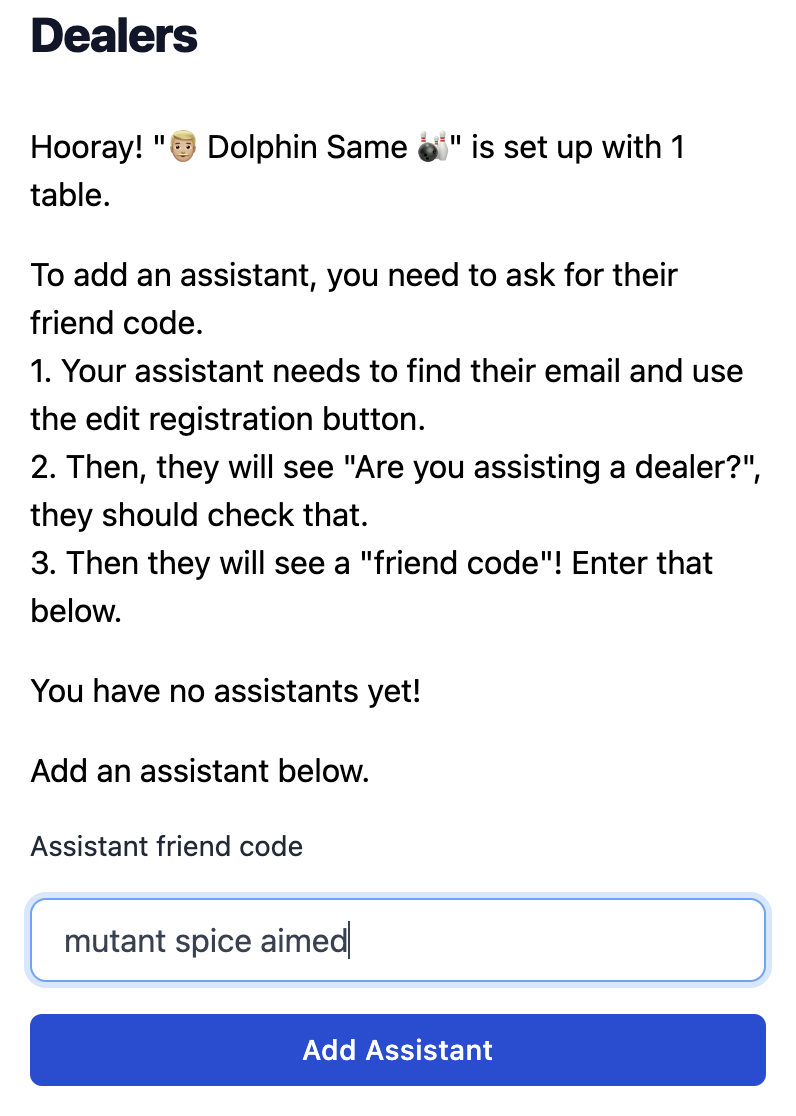 Dealers
Hooray! "👨🏼 Dolphin Same 🎳" is set up with 1
table.
To add an assistant, you need to ask for their
friend code.
1. Your assistant needs to find their email and use
the edit registration button.
2. Then, they will see "Are you assisting a dealer?",
they should check that.
3. Then they will see a "friend code"! Enter that
below.
You have no assistants yet!
Add an assistant below.
Assistant friend code
mutant spice aimed
Add Assistant